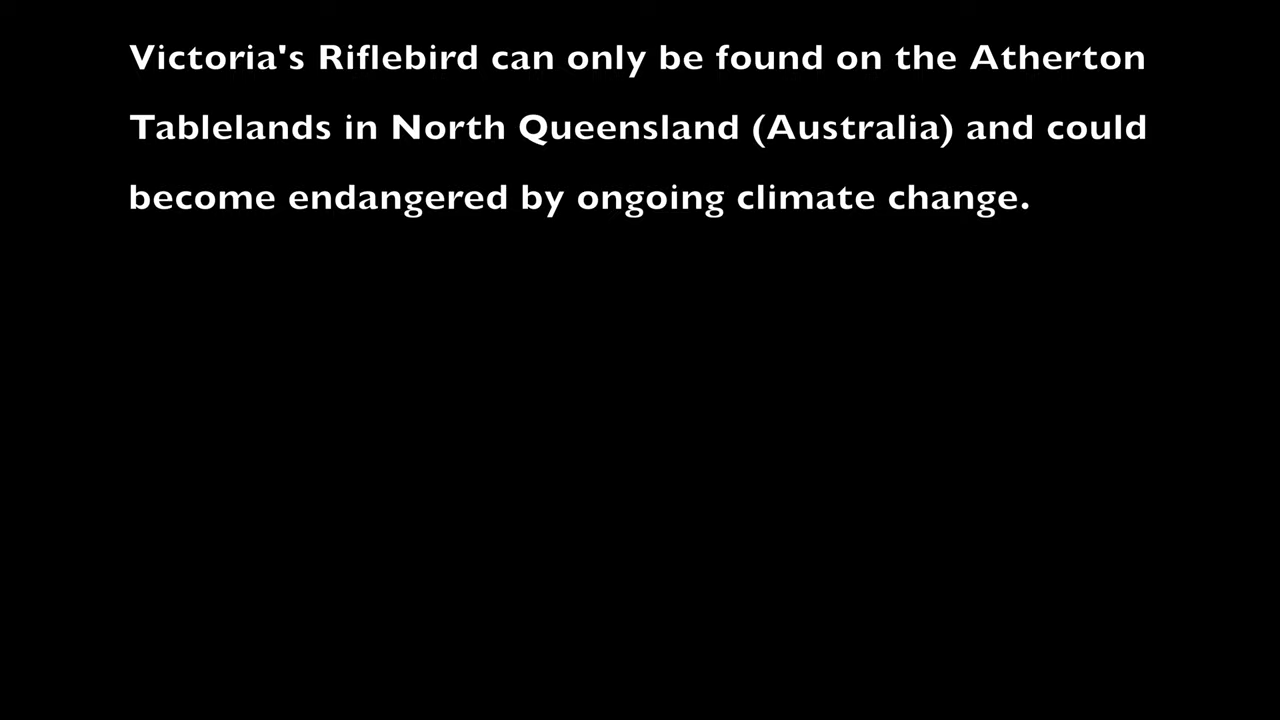 Victoria's Riflebird can only be found on the Atherton
Tablelands in North Queensland (Australia) and could
become endangered by ongoing climate change.